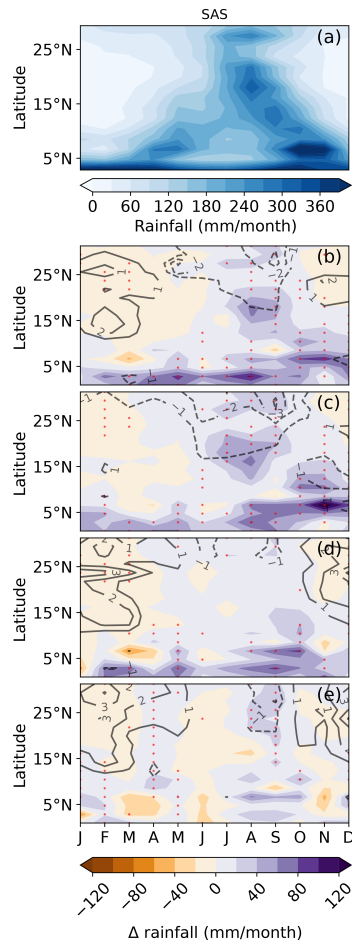 SAS
(a)
25°N
15°N
5°N
Latitude
0 60 120 180 240 300 360
Rainfall (mm/month)
(b)
25°N
15°N
5°N
Latitude
(c)
25°N
15°N
5°N
Latitude
(d)
25°N
15°N
5°N
Latitude
(e)
25°N
15°N
5°N
Latitude
J F M A M J J A S O N D
−120 −80 −40 0 40 80 120
Δ rainfall (mm/month)